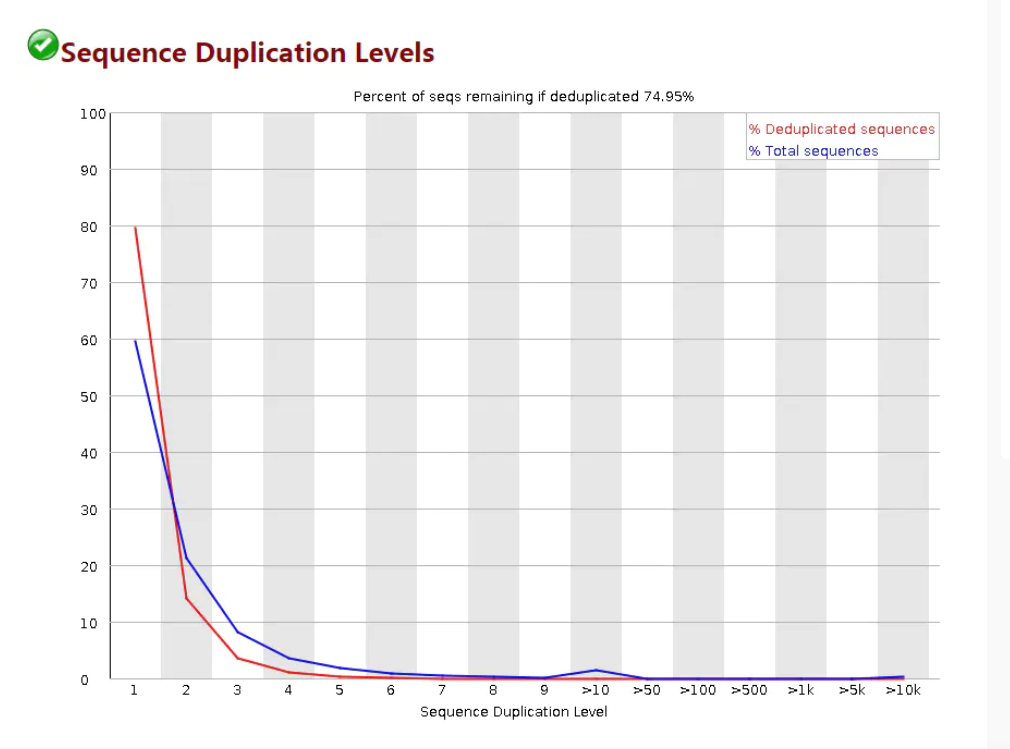 Sequence Duplication Levels
Percent of seqs remaining if deduplicated 74.95%
% Deduplicated sequences
% Total sequences
100
90
80
70
60
50
40
30
20
10
0
1 2 3 4 5 6 7 8 9 >10 >50 >100 >500 >1k >5k >10k
Sequence Duplication Level